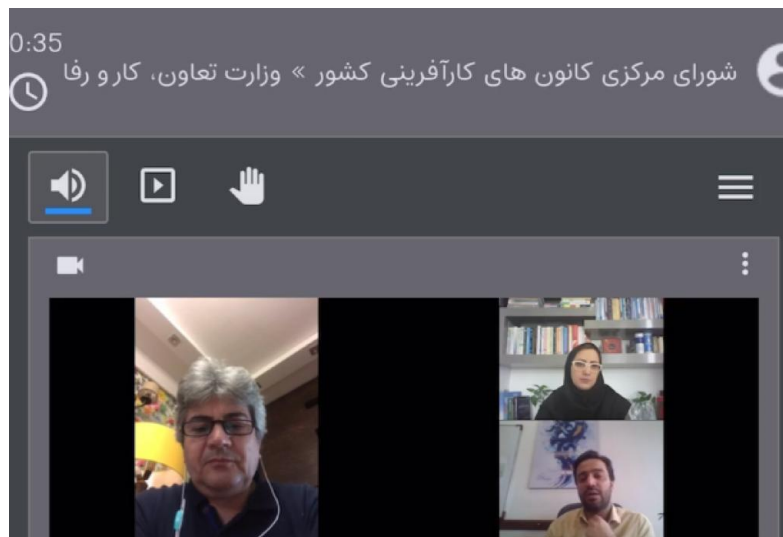 0:35
شورای مرکزی کانون های کارآفرینی کشور » وزارت تعاون، کار و رفا